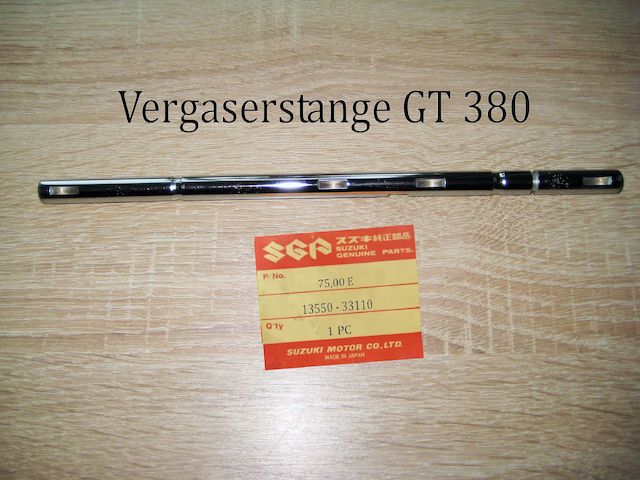 Vergaserstange GT 380
SGP スズキ純正部品
SUZUKI
GENUINE PARTS.
P. No.
75,00 E
13550 - 33110
Q'ty
1 PC
SUZUKI MOTOR CO.,LTD.
MADE IN JAPAN